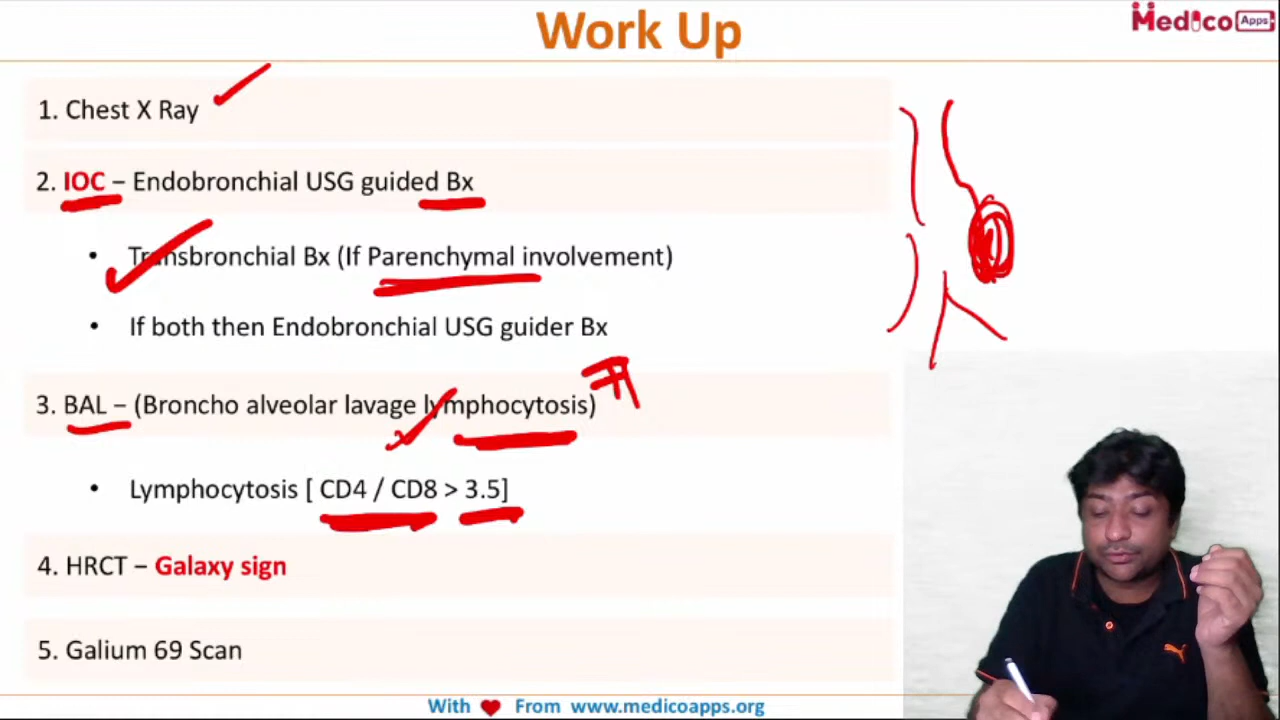 Work Up
Medico Apps
1. Chest X Ray
2. IOC – Endobronchial USG guided Bx
• Transbronchial Bx (If Parenchymal involvement)
• If both then Endobronchial USG guider Bx
3. BAL – (Broncho alveolar lavage lymphocytosis)
• Lymphocytosis [ CD4 / CD8 > 3.5]
4. HRCT – Galaxy sign
5. Galium 69 Scan
With ❤ From www.medicoapps.org